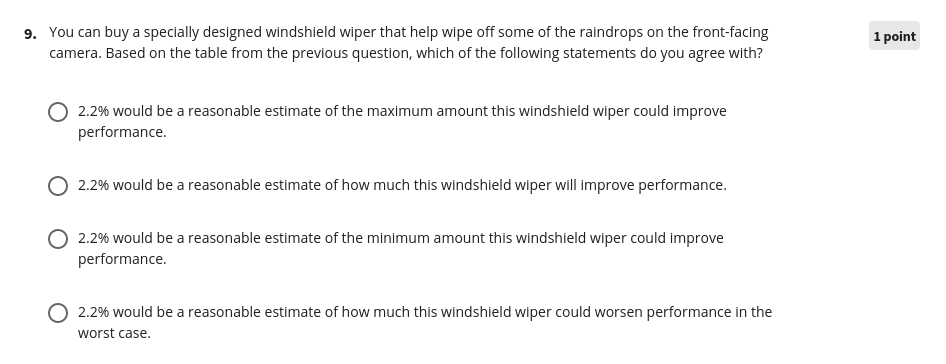 9. You can buy a specially designed windshield wiper that help wipe off some of the raindrops on the front-facing
camera. Based on the table from the previous question, which of the following statements do you agree with?
1 point
2.2% would be a reasonable estimate of the maximum amount this windshield wiper could improve
performance.
2.2% would be a reasonable estimate of how much this windshield wiper will improve performance.
2.2% would be a reasonable estimate of the minimum amount this windshield wiper could improve
performance.
2.2% would be a reasonable estimate of how much this windshield wiper could worsen performance in the
worst case.